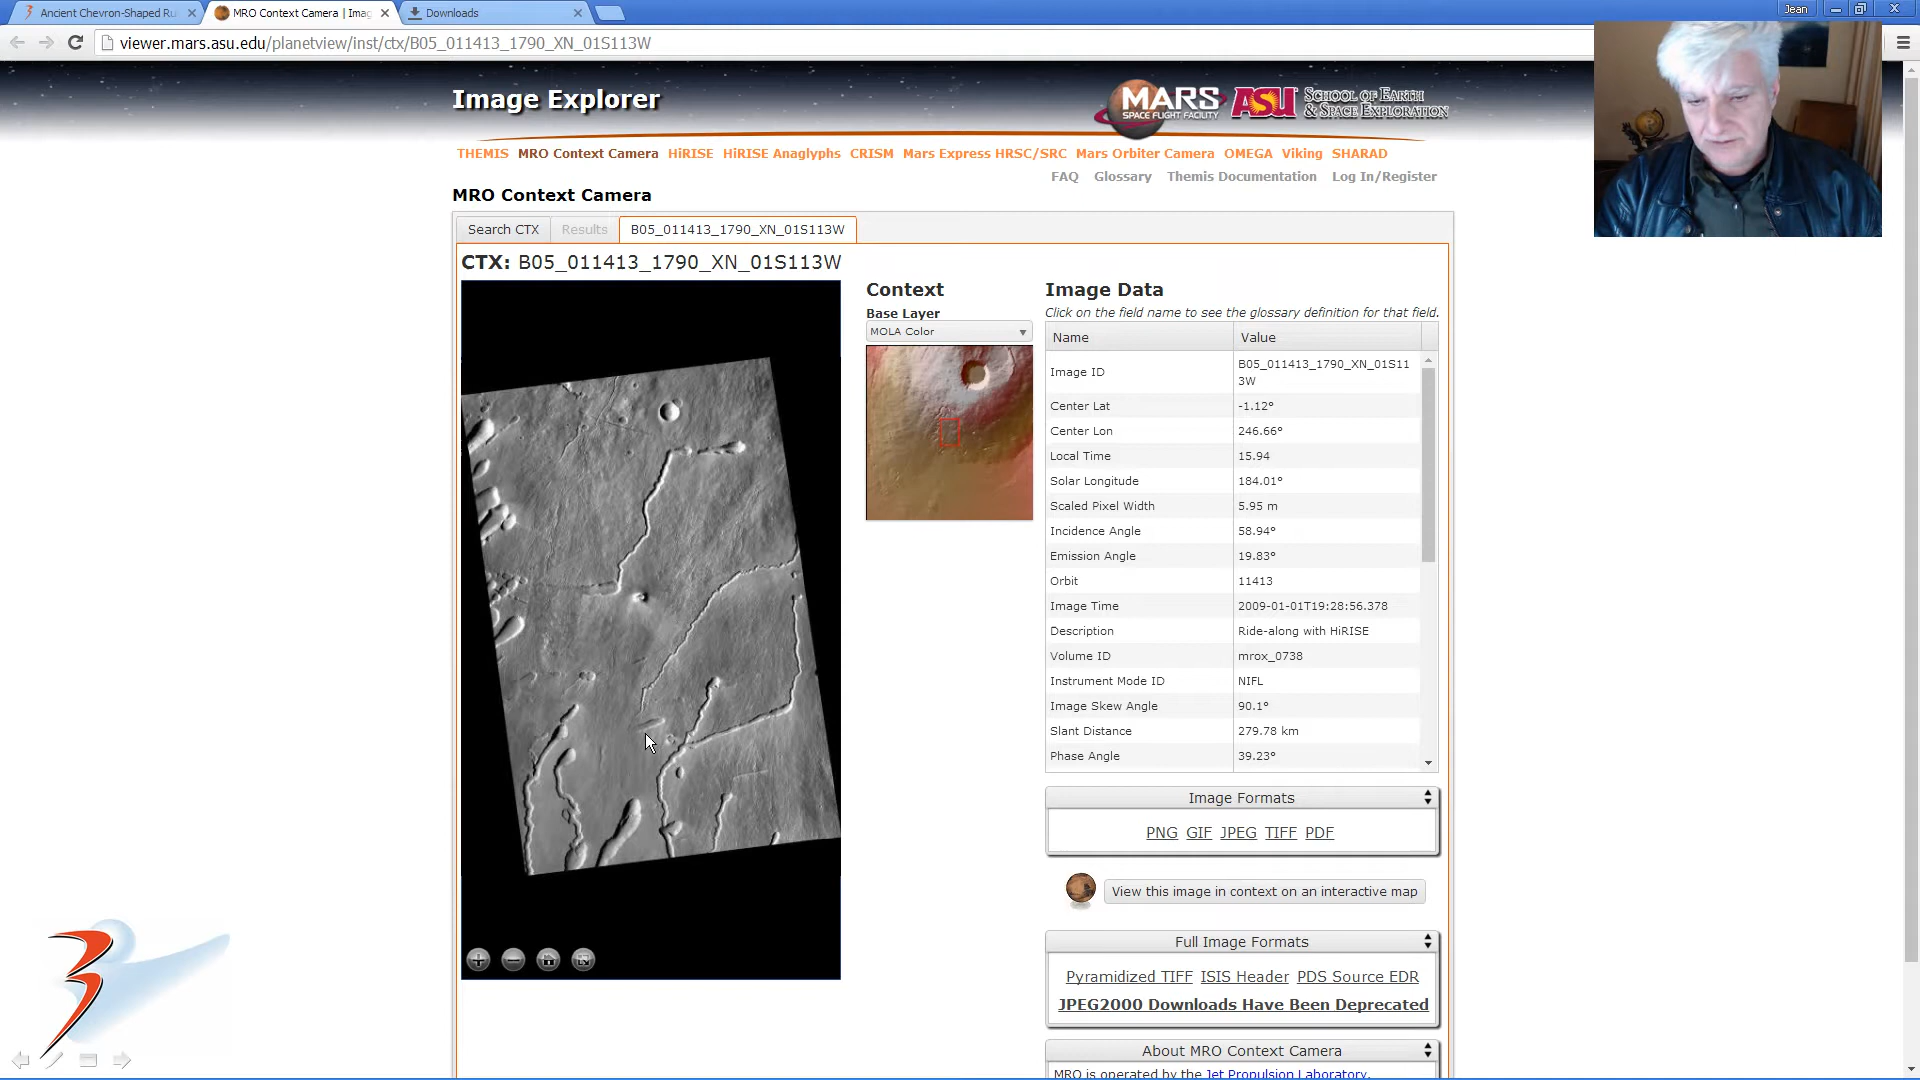 Ancient Chevron-Shaped Ru
MRO Context Camera | Imag
Downloads
Jean
viewer.mars.asu.edu/planetview/inst/ctx/B05_011413_1790_XN_01S113W
Image Explorer
MARS
SPACE FLIGHT FACILITY
ASU
SCHOOL OF EARTH
& SPACE EXPLORATION
THEMIS MRO Context Camera HiRISE HiRISE Anaglyphs CRISM Mars Express HRSC/SRC Mars Orbiter Camera OMEGA Viking SHARAD
FAQ Glossary Themis Documentation Log In/Register
MRO Context Camera
Search CTX Results B05_011413_1790_XN_01S113W
CTX: B05_011413_1790_XN_01S113W
Context
Base Layer
MOLA Color
Image Data
Click on the field name to see the glossary definition for that field.
Name Value
Image ID B05_011413_1790_XN_01S11
3W
Center Lat -1.12°
Center Lon 246.66°
Local Time 15.94
Solar Longitude 184.01°
Scaled Pixel Width 5.95 m
Incidence Angle 58.94°
Emission Angle 19.83°
Orbit 11413
Image Time 2009-01-01T19:28:56.378
Description Ride-along with HiRISE
Volume ID mrox_0738
Instrument Mode ID NIFL
Image Skew Angle 90.1°
Slant Distance 279.78 km
Phase Angle 39.23°
Image Formats
PNG GIF JPEG TIFF PDF
View this image in context on an interactive map
Full Image Formats
Pyramidized TIFF ISIS Header PDS Source EDR
JPEG2000 Downloads Have Been Deprecated
About MRO Context Camera
MRO is operated by the Jet Propulsion Laboratory.